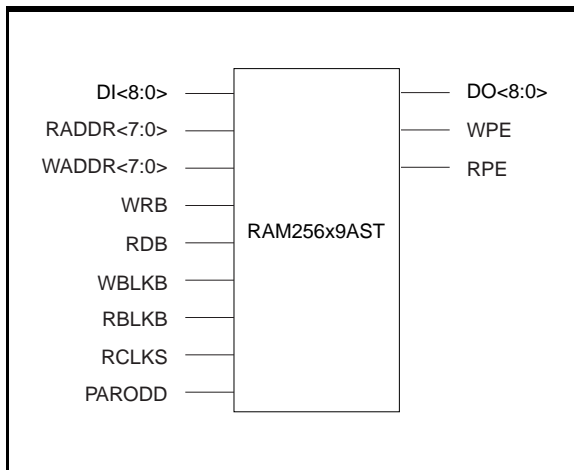 DI<8:0>
DO<8:0>
RADDR<7:0>
WPE
WADDR<7:0>
RPE
WRB
RAM256x9AST
RDB
WBLKB
RBLKB
RCLKS
PARODD